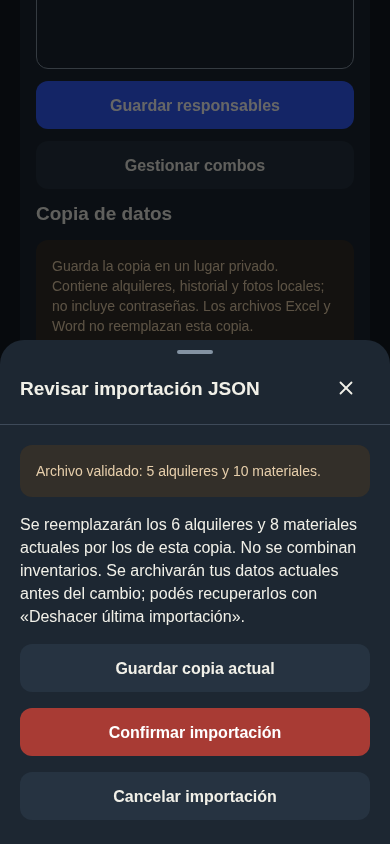 Guardar responsables
Gestionar combos
Copia de datos
Guarda la copia en un lugar privado.
Contiene alquileres, historial y fotos locales;
no incluye contraseñas. Los archivos Excel y
Word no reemplazan esta copia.
Revisar importación JSON
Archivo validado: 5 alquileres y 10 materiales.
Se reemplazarán los 6 alquileres y 8 materiales
actuales por los de esta copia. No se combinan
inventarios. Se archivarán tus datos actuales
antes del cambio; podés recuperarlos con
«Deshacer última importación».
Guardar copia actual
Confirmar importación
Cancelar importación